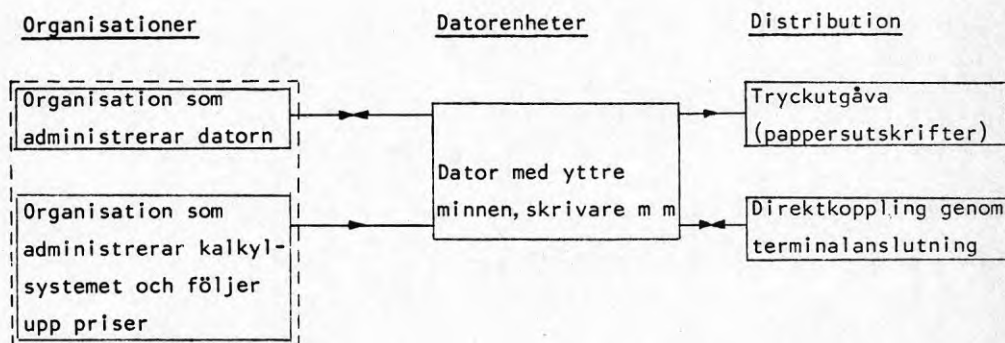 Organisationer
Datorenheter
Distribution
Organisation som
administrerar datorn
Organisation som
administrerar kalkyl-
systemet och följer
upp priser
Dator med yttre
minnen, skrivare m m
Tryckutgåva
(pappersutskrifter)
Direktkoppling genom
terminalanslutning